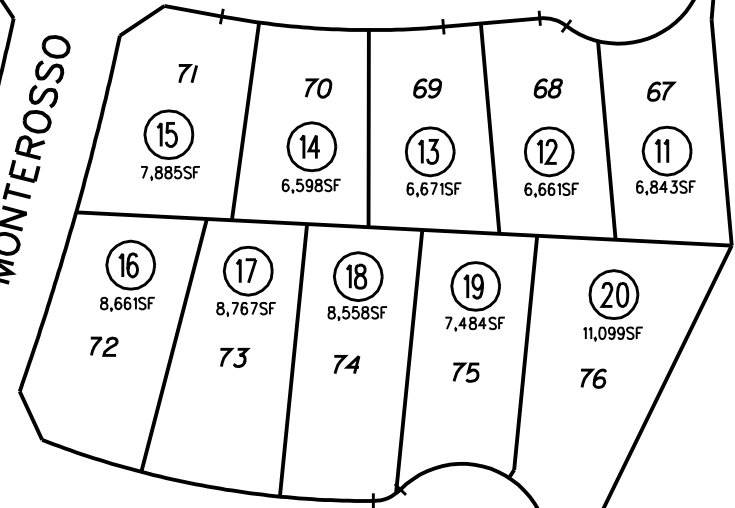 MONTEROSSO
71
15
7,885SF
70
14
6,598SF
69
13
6,671SF
68
12
6,661SF
67
11
6,843SF
16
8,661SF
72
17
8,767SF
73
18
8,558SF
74
19
7,484SF
75
20
11,099SF
76